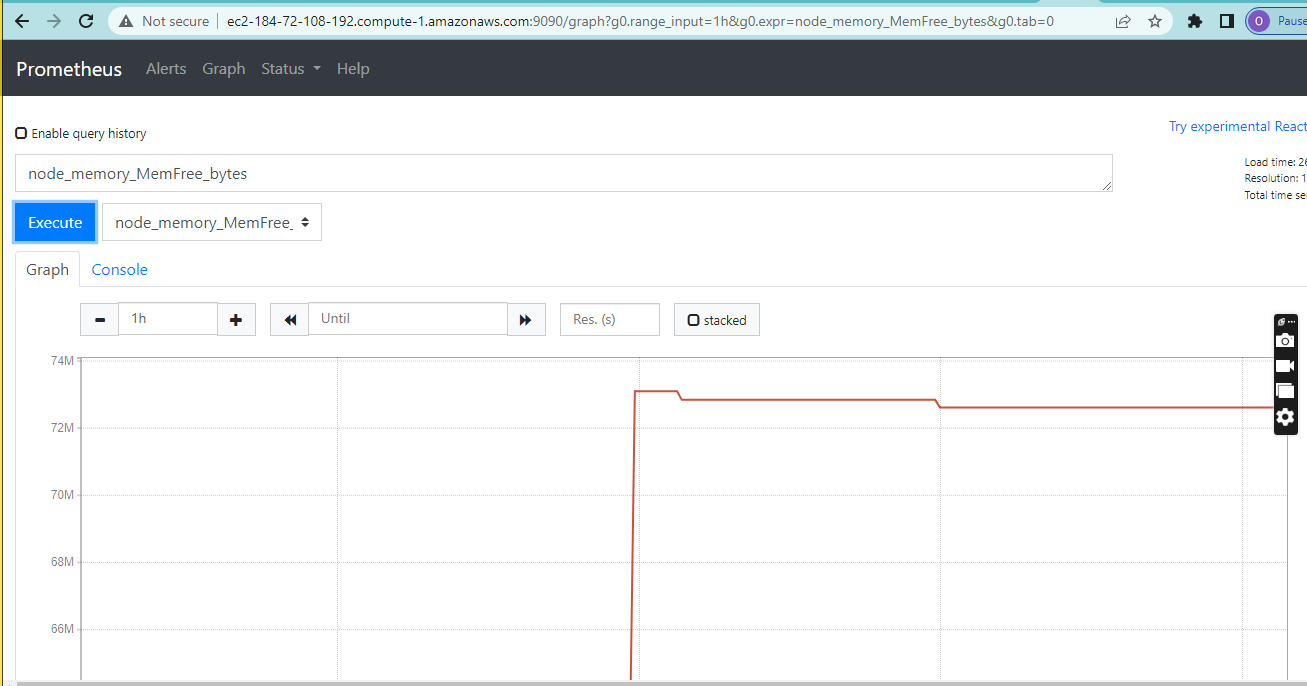 Not secure ec2-184-72-108-192.compute-1.amazonaws.com:9090/graph?g0.range_input=1h&g0.expr=node_memory_MemFree_bytes&g0.tab=0 O Pause
Prometheus Alerts Graph Status Help
Enable query history
Try experimental React
node_memory_MemFree_bytes
Load time: 26
Resolution: 1
Total time se
Execute node_memory_MemFree_
Graph Console
1h Until Res. (s) stacked
74M
72M
70M
68M
66M